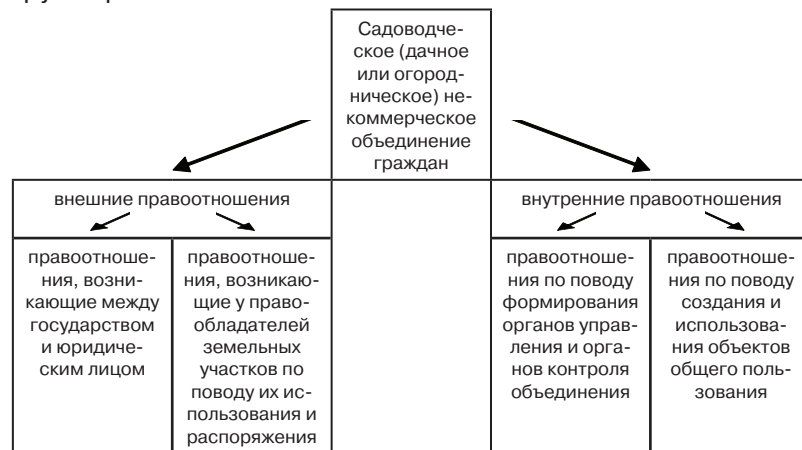 Садоводче-
ское (дачное
или огород-
ническое) не-
коммерческое
объединение
граждан
внешние правоотношения
внутренние правоотношения
правоотноше-
ния, возни-
кающие между
государством
и юридиче-
ским лицом
правоотноше-
ния, возникаю-
щие у право-
обладателей
земельных
участков по
поводу их ис-
пользования и
распоряжения
правоотноше-
ния по поводу
формирования
органов управ-
ления и орга-
нов контроля
объединения
правоотноше-
ния по поводу
создания и
использова-
ния объектов
общего поль-
зования